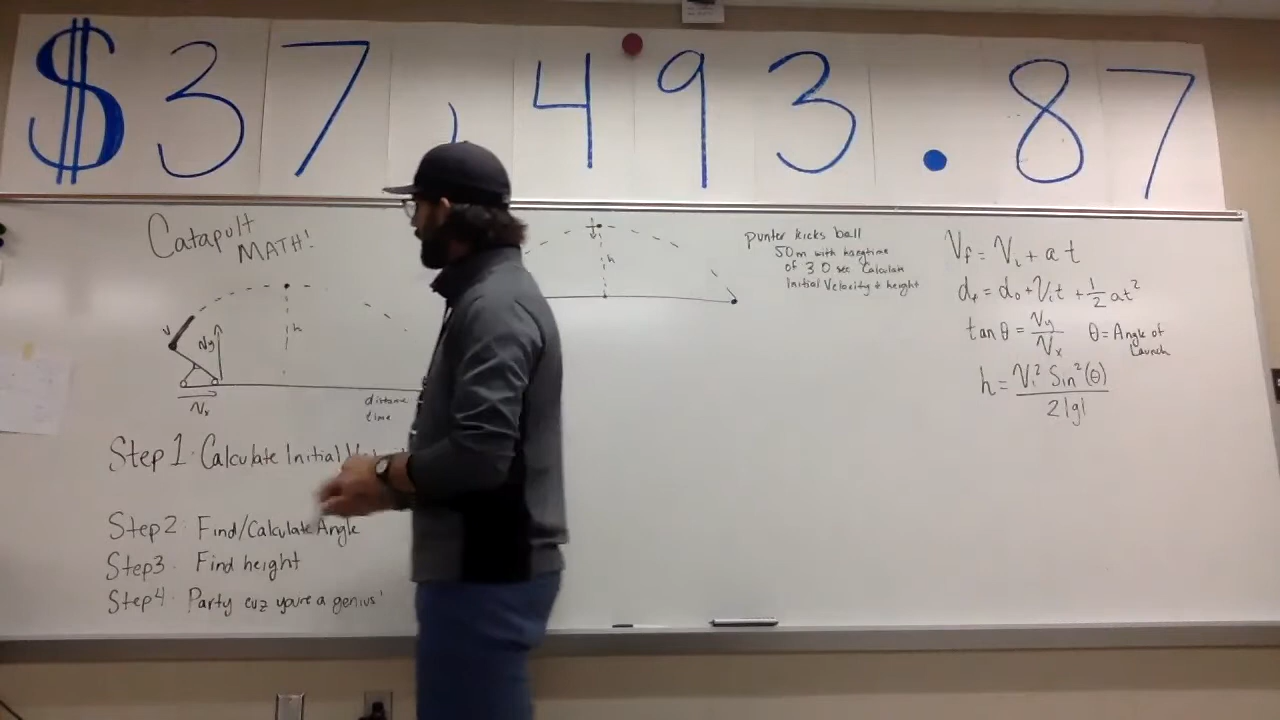 $37,493.87
Catapult
MATH!
h
V
Vy
Vx
distance
time
Step 1: Calculate Initial
Step2: Find/Calculate Angle
Step3. Find height
Step4. Party cuz youre a genius!
h
punter kicks ball
50m with hangtime
of 3.0 sec Calculate
Initial Velocity + height
Vf = Vi + at
df = d0 + Vit + 1/2 at²
tan θ = Vy/Vx θ = Angle of
Launch
h = Vi² Sin²(θ)
2|g|